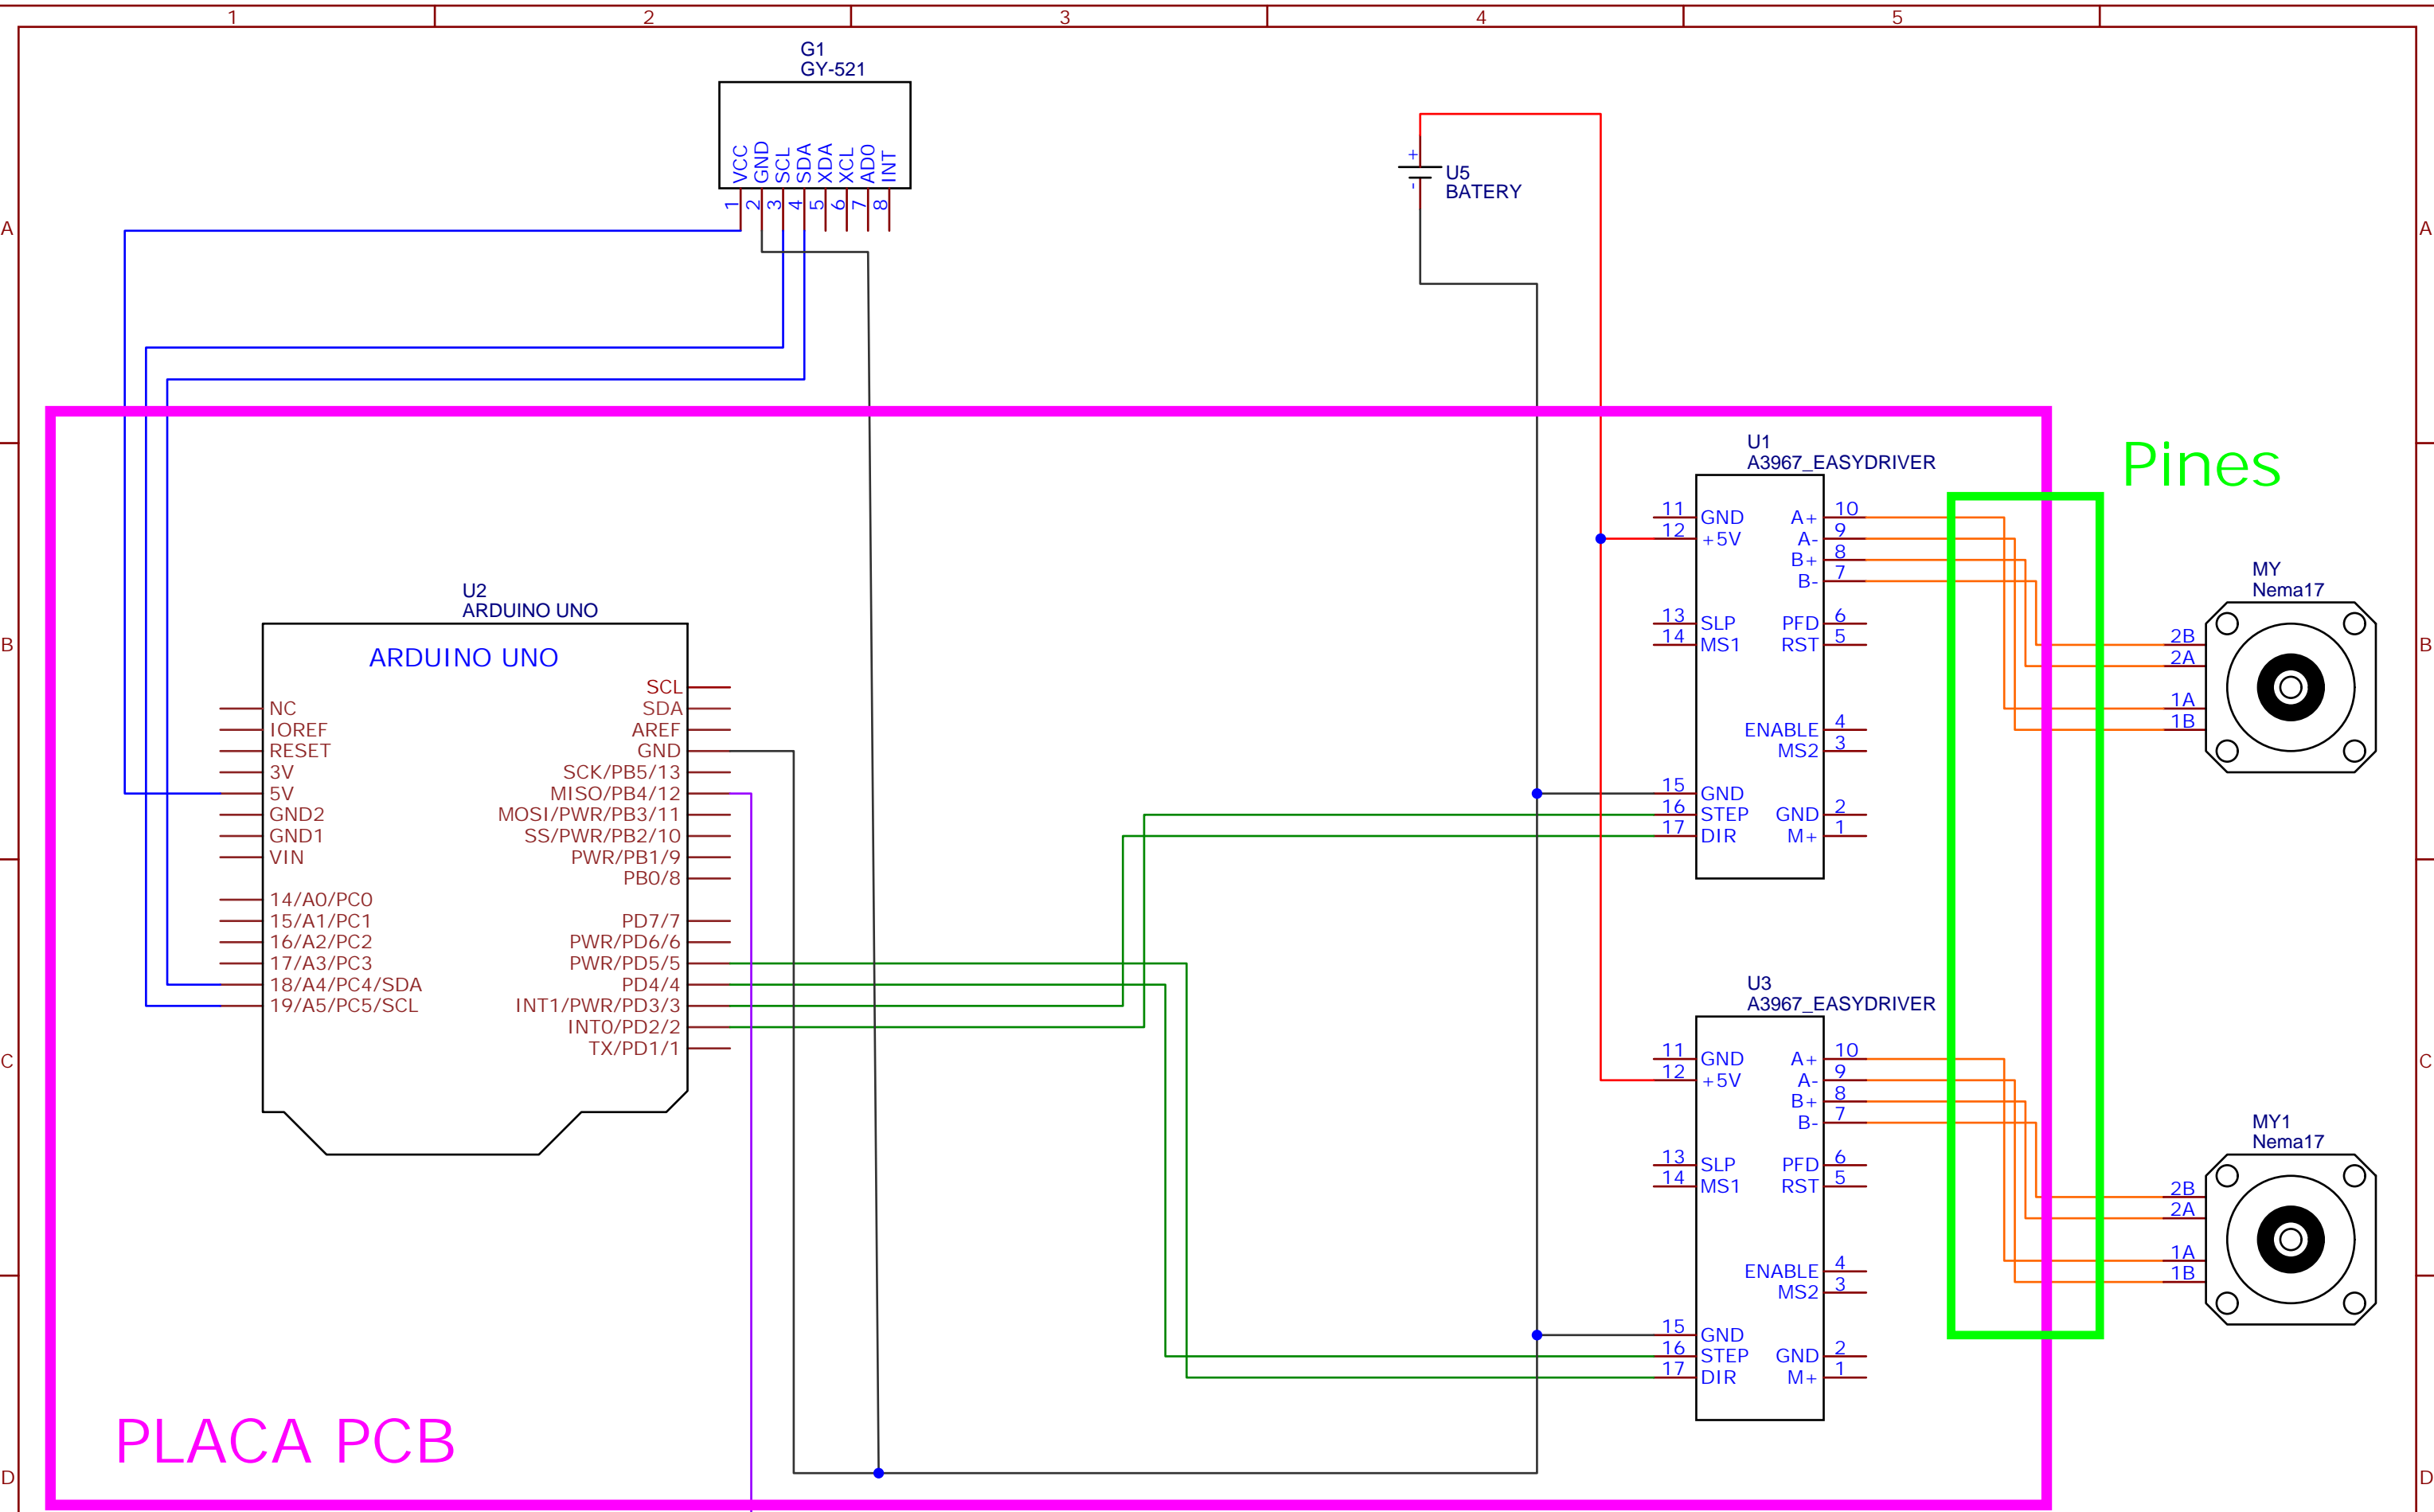 1 2 3 4 5
G1
GY-521
VCC
GND
SCL
SDA
XDA
XCL
AD0
INT
1
2
3
4
5
6
7
8
+
-
U5
BATERY
A
A
U1
A3967_EASYDRIVER
11 GND
12 +5V
13 SLP
14 MS1
15 GND
16 STEP
17 DIR
A+ 10
A- 9
B+ 8
B- 7
PFD 6
RST 5
ENABLE 4
MS2 3
GND 2
M+ 1
Pines
MY
Nema17
2B
2A
1A
1B
B
B
U2
ARDUINO UNO
ARDUINO UNO
NC
IOREF
RESET
3V
5V
GND2
GND1
VIN
14/A0/PC0
15/A1/PC1
16/A2/PC2
17/A3/PC3
18/A4/PC4/SDA
19/A5/PC5/SCL
SCL
SDA
AREF
GND
SCK/PB5/13
MISO/PB4/12
MOSI/PWR/PB3/11
SS/PWR/PB2/10
PWR/PB1/9
PB0/8
PD7/7
PWR/PD6/6
PWR/PD5/5
PD4/4
INT1/PWR/PD3/3
INT0/PD2/2
TX/PD1/1
U3
A3967_EASYDRIVER
11 GND
12 +5V
13 SLP
14 MS1
15 GND
16 STEP
17 DIR
A+ 10
A- 9
B+ 8
B- 7
PFD 6
RST 5
ENABLE 4
MS2 3
GND 2
M+ 1
C
C
MY1
Nema17
2B
2A
1A
1B
PLACA PCB
D
D